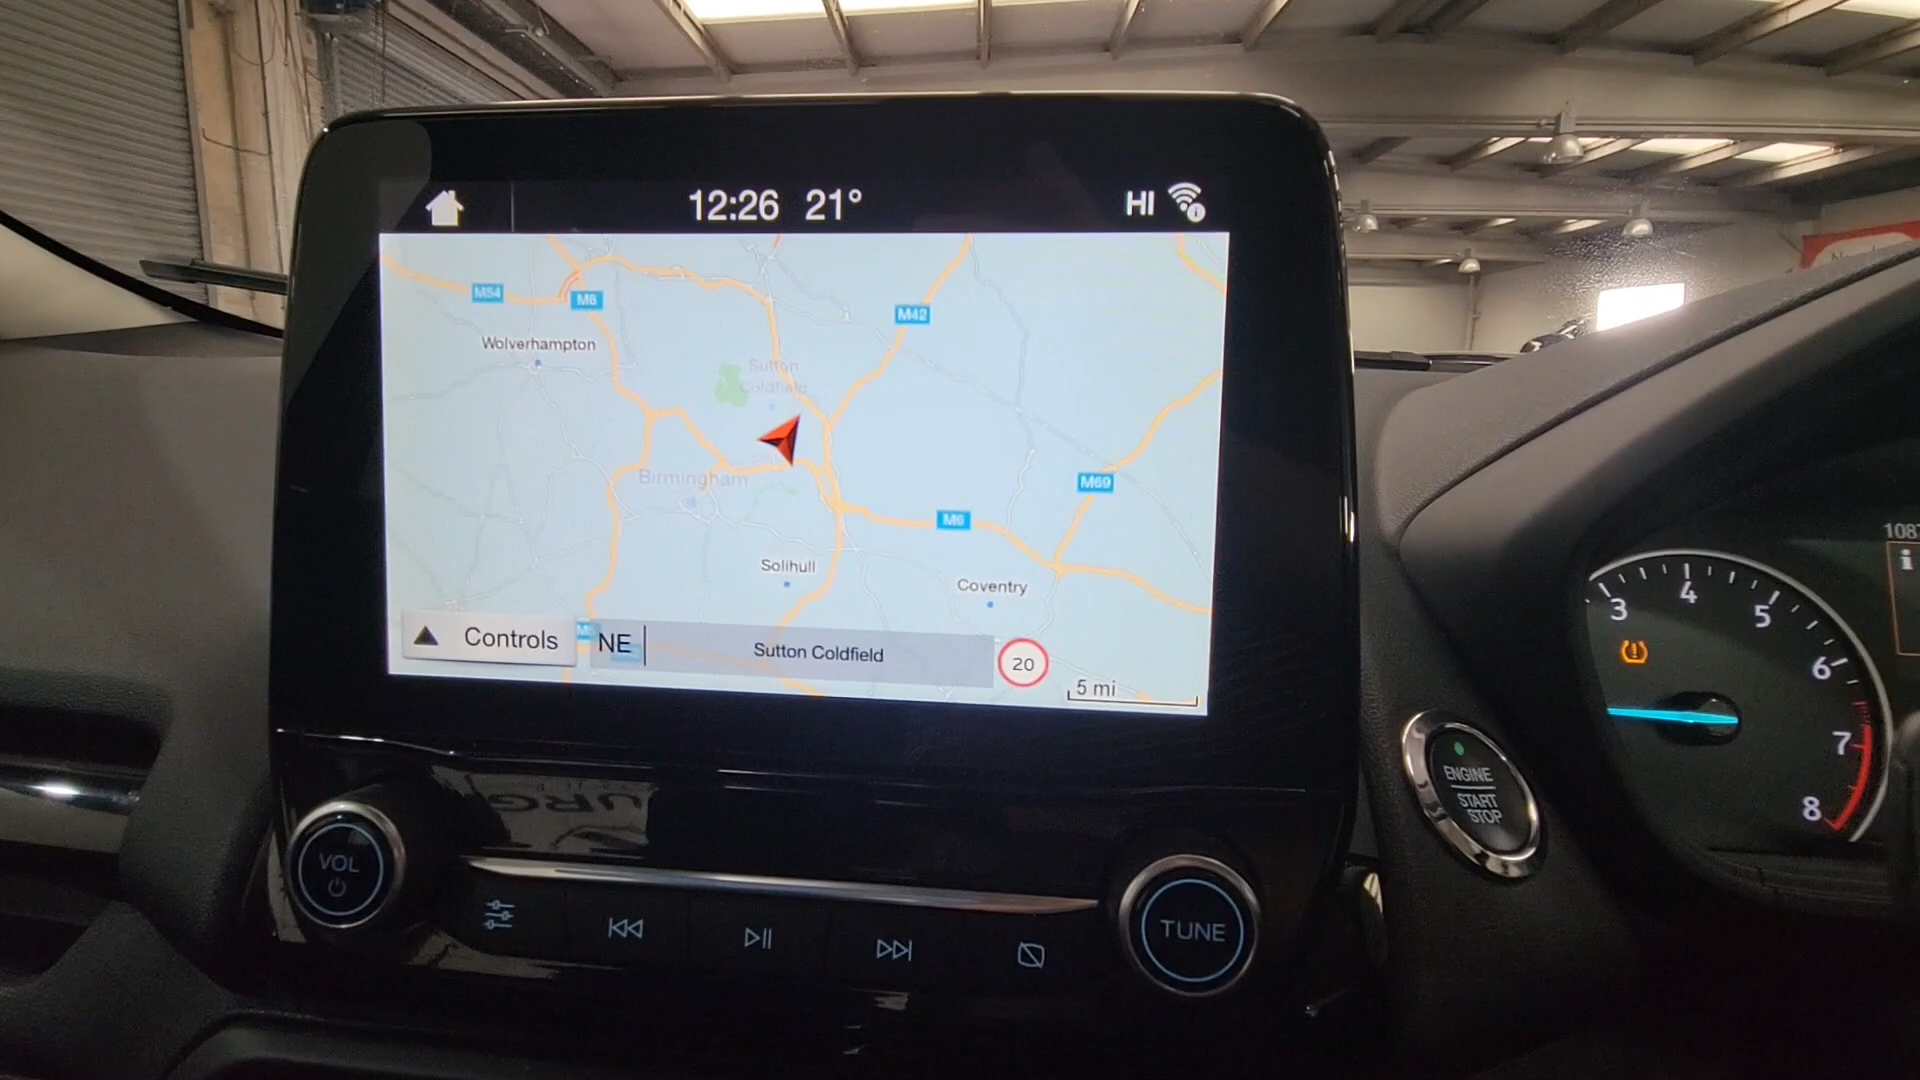 12:26 21° HI
M54
M6
M42
Wolverhampton
Sutton
Coldfield
Birmingham
M69
M6
Solihull
Coventry
Controls
NE
Sutton Coldfield
20
5 mi
VOL
TUNE
ENGINE
START
STOP
3
4
5
6
7
8
108